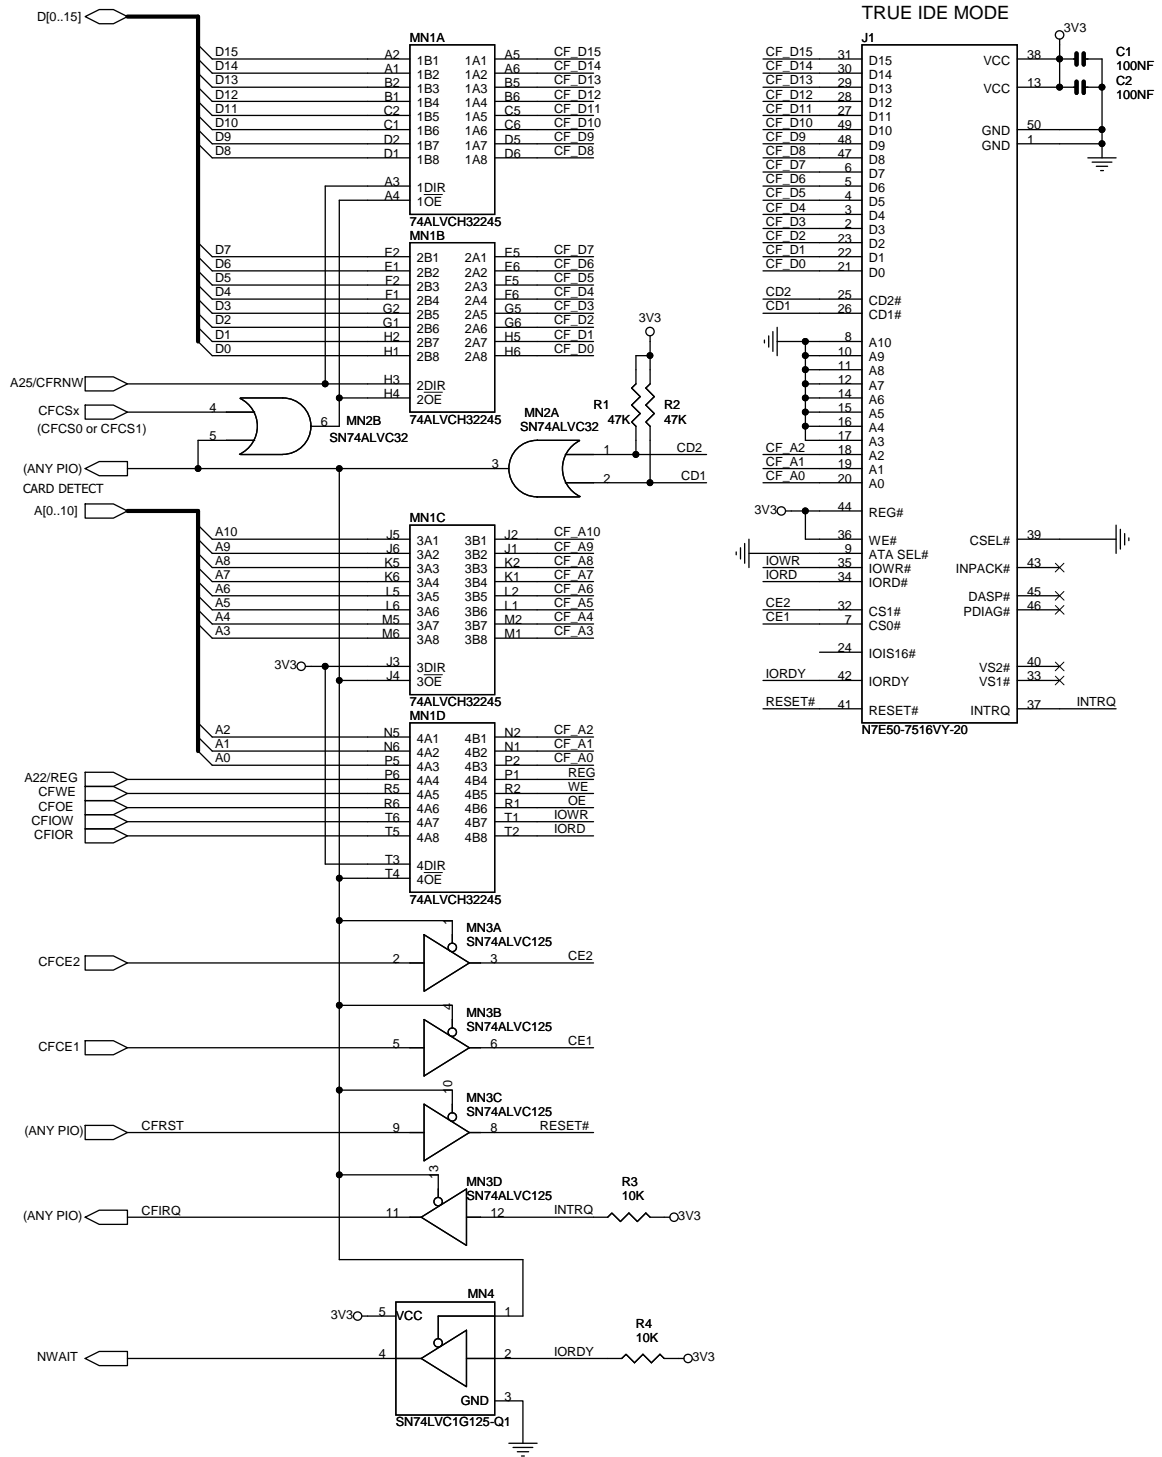 TRUE IDE MODE
D[0..15]
MN1A
D15 A2 1B1 1A1 A5 CF_D15
D14 A1 1B2 1A2 A6 CF_D14
D13 B2 1B3 1A3 B5 CF_D13
D12 B1 1B4 1A4 B6 CF_D12
D11 C2 1B5 1A5 C5 CF_D11
D10 C1 1B6 1A6 C6 CF_D10
D9 D2 1B7 1A7 D5 CF_D9
D8 D1 1B8 1A8 D6 CF_D8
A3 1DIR
A4 1OE
74ALVCH32245
MN1B
D7 E2 2B1 2A1 E5 CF_D7
D6 E1 2B2 2A2 E6 CF_D6
D5 F2 2B3 2A3 F5 CF_D5
D4 F1 2B4 2A4 F6 CF_D4
D3 G2 2B5 2A5 G5 CF_D3
D2 G1 2B6 2A6 G6 CF_D2
D1 H2 2B7 2A7 H5 CF_D1
D0 H1 2B8 2A8 H6 CF_D0
A25/CFRNW H3 2DIR
H4 2OE
74ALVCH32245
CFCSx 4
(CFCS0 or CFCS1)
5
6
MN2B
SN74ALVC32
3V3
R1
47K
R2
47K
MN2A
SN74ALVC32
(ANY PIO)
CARD DETECT
3
1 CD2
2 CD1
A[0..10]
MN1C
A10 J5 3A1 3B1 J2 CF_A10
A9 J6 3A2 3B2 J1 CF_A9
A8 K5 3A3 3B3 K2 CF_A8
A7 K6 3A4 3B4 K1 CF_A7
A6 L5 3A5 3B5 L2 CF_A6
A5 L6 3A6 3B6 L1 CF_A5
A4 M5 3A7 3B7 M2 CF_A4
A3 M6 3A8 3B8 M1 CF_A3
3V3 J3 3DIR
J4 3OE
74ALVCH32245
MN1D
A2 N5 4A1 4B1 N2 CF_A2
A1 N6 4A2 4B2 N1 CF_A1
A0 P5 4A3 4B3 P2 CF_A0
A22/REG P6 4A4 4B4 P1 REG
CFWE R5 4A5 4B5 R2 WE
CFOE R6 4A6 4B6 R1 OE
CFIOW T6 4A7 4B7 T1 IOWR
CFIOR T5 4A8 4B8 T2 IORD
T3 4DIR
T4 4OE
74ALVCH32245
1
MN3A
SN74ALVC125
CFCE2 2 3 CE2
4
MN3B
SN74ALVC125
CFCE1 5 6 CE1
10
MN3C
SN74ALVC125
(ANY PIO) CFRST 9 8 RESET#
13
MN3D
SN74ALVC125
R3
10K
(ANY PIO) CFIRQ 11 12 INTRQ 3V3
MN4
3V3 5 VCC 1
R4
10K
NWAIT 4 2 IORDY 3V3
GND 3
SN74LVC1G125-Q1
J1
3V3
CF_D15 31 D15 VCC 38
C1
100NF
CF_D14 30 D14
CF_D13 29 D13 VCC 13
C2
100NF
CF_D12 28 D12
CF_D11 27 D11
CF_D10 49 D10 GND 50
CF_D9 48 D9 GND 1
CF_D8 47 D8
CF_D7 6 D7
CF_D6 5 D6
CF_D5 4 D5
CF_D4 3 D4
CF_D3 2 D3
CF_D2 23 D2
CF_D1 22 D1
CF_D0 21 D0
CD2 25 CD2#
CD1 26 CD1#
8 A10
10 A9
11 A8
12 A7
14 A6
15 A5
16 A4
17 A3
CF_A2 18 A2
CF_A1 19 A1
CF_A0 20 A0
3V3 44 REG#
36 WE# CSEL# 39
9 ATA SEL#
IOWR 35 IOWR# INPACK# 43
IORD 34 IORD#
DASP# 45
CE2 32 CS1# PDIAG# 46
CE1 7 CS0#
24 IOIS16#
VS2# 40
IORDY 42 IORDY VS1# 33
RESET# 41 RESET# INTRQ 37 INTRQ
N7E50-7516VY-20